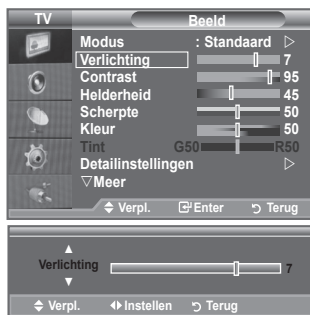 TV Beeld
Modus : Standaard ▷
Verlichting 7
Contrast 95
Helderheid 45
Scherpte 50
Kleur 50
Tint G50 R50
Detailinstellingen ▷
▽Meer
Verpl. Enter Terug
Verlichting 7
Verpl. Instellen Terug